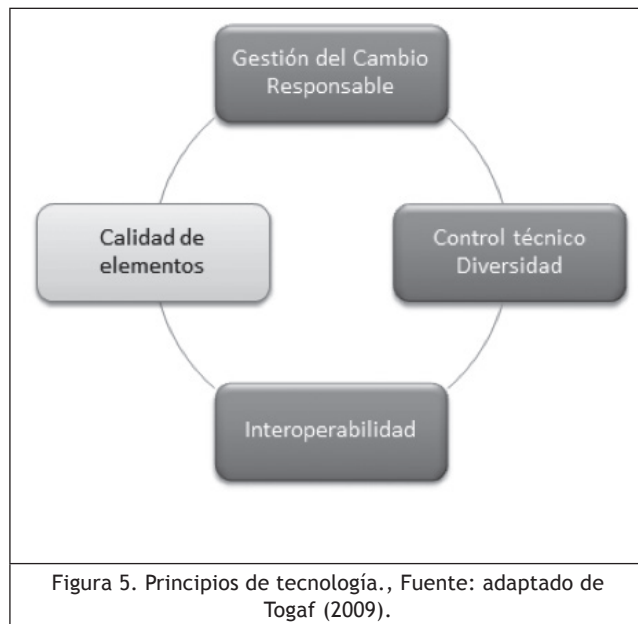 Gestión del Cambio
Responsable
Calidad de
elementos
Control técnico
Diversidad
Interoperabilidad
Figura 5. Principios de tecnología., Fuente: adaptado de
Togaf (2009).